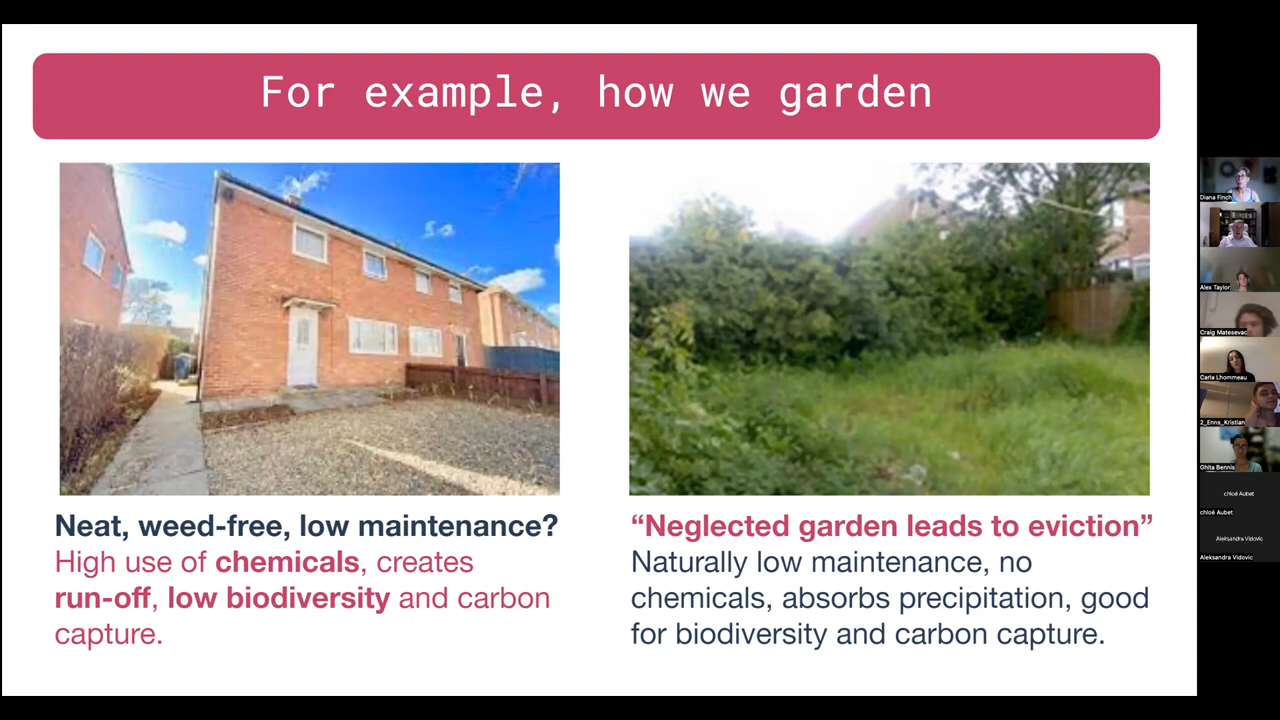 For example, how we garden
Neat, weed-free, low maintenance?
High use of chemicals, creates
run-off, low biodiversity and carbon
capture.
“Neglected garden leads to eviction”
Naturally low maintenance, no
chemicals, absorbs precipitation, good
for biodiversity and carbon capture.
Diana Finch
Alex Taylor
Craig Matesevac
Carla Lhommeau
2_Enns_Kristian
Ghita Bennis
chloé Aubet
chloé Aubet
Aleksandra Vidovic
Aleksandra Vidovic